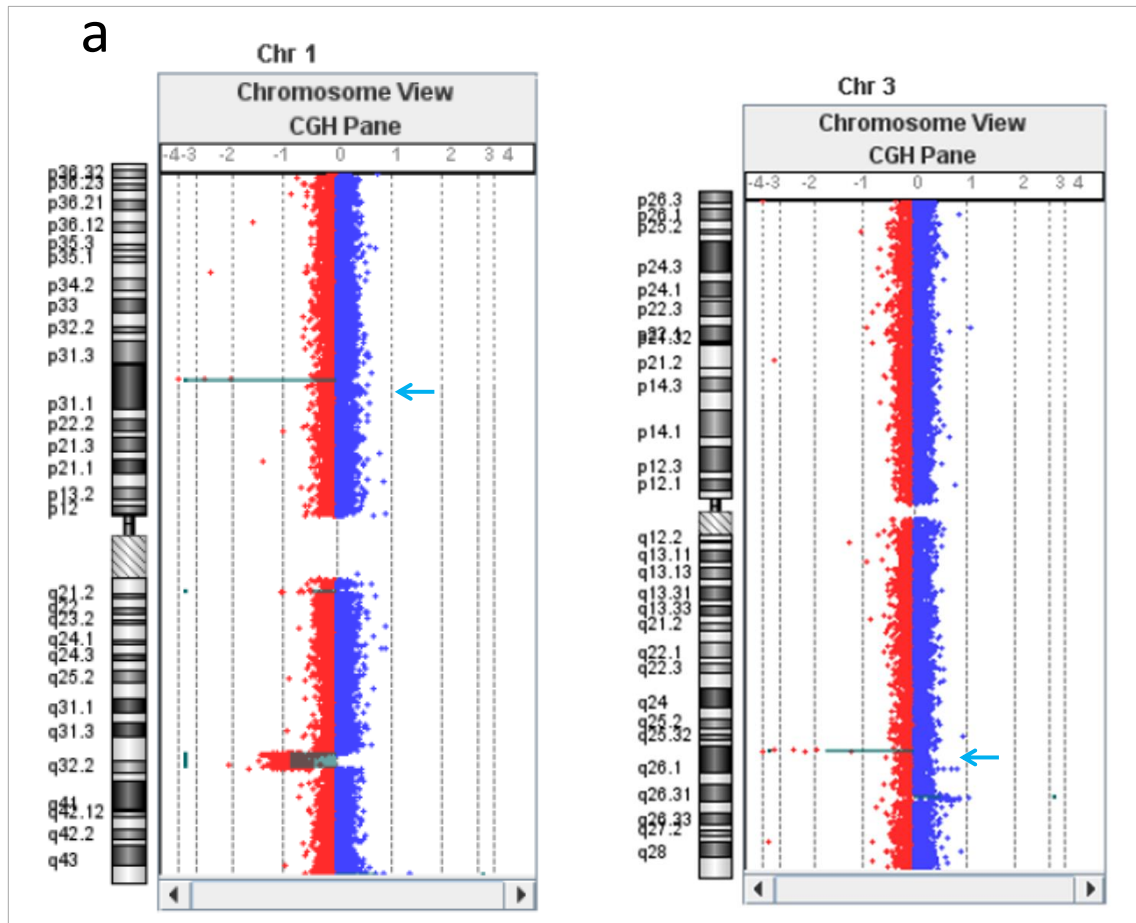 a
Chr 1
Chromosome View
CGH Pane
-4 -3 -2 -1 0 1 2 3 4
p36.23
p36.21
p36.12
p35.3
p35.1
p34.2
p33
p32.2
p31.3
p31.1
p22.2
p21.3
p21.1
p13.2
p12
q21.2
q23.2
q24.1
q24.3
q25.2
q31.1
q31.3
q32.2
q41
q42.12
q42.2
q43
Chr 3
Chromosome View
CGH Pane
-4 -3 -2 -1 0 1 2 3 4
p26.3
p26.1
p25.2
p24.3
p24.1
p22.3
p21.32
p21.2
p14.3
p14.1
p12.3
p12.1
q12.2
q13.11
q13.13
q13.31
q13.33
q21.2
q22.1
q22.3
q24
q25.2
q25.32
q26.1
q26.31
q26.33
q27.2
q28